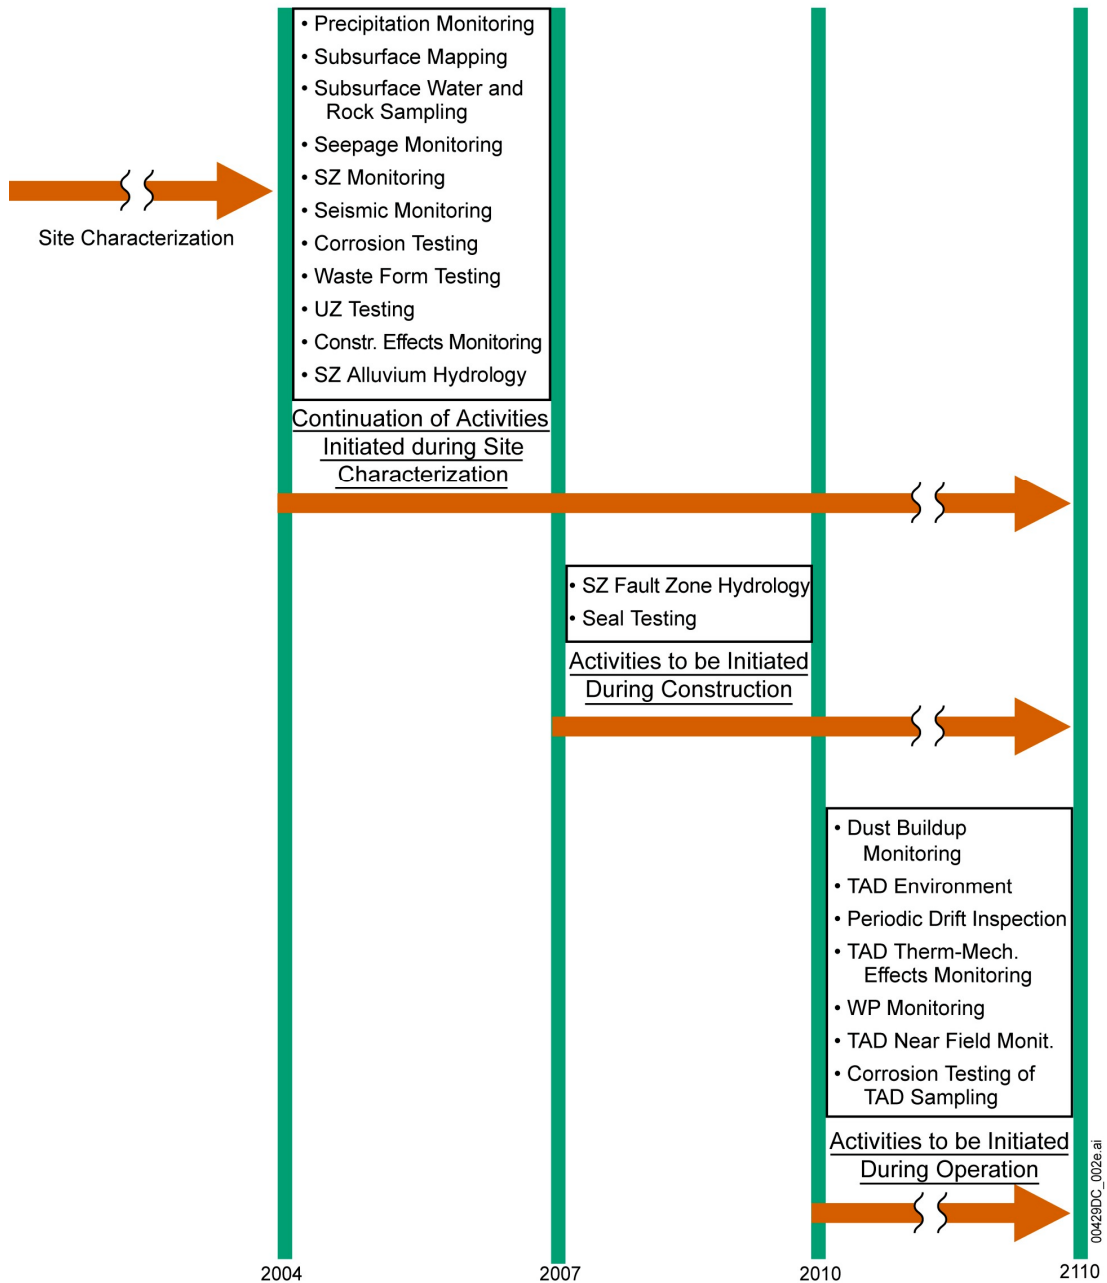 • Precipitation Monitoring
• Subsurface Mapping
• Subsurface Water and
Rock Sampling
• Seepage Monitoring
• SZ Monitoring
• Seismic Monitoring
• Corrosion Testing
• Waste Form Testing
• UZ Testing
• Constr. Effects Monitoring
• SZ Alluvium Hydrology
Site Characterization
Continuation of Activities
Initiated during Site
Characterization
• SZ Fault Zone Hydrology
• Seal Testing
Activities to be Initiated
During Construction
• Dust Buildup
Monitoring
• TAD Environment
• Periodic Drift Inspection
• TAD Therm-Mech.
Effects Monitoring
• WP Monitoring
• TAD Near Field Monit.
• Corrosion Testing of
TAD Sampling
Activities to be Initiated
During Operation
00429DC_002e.ai
2004
2007
2010
2110